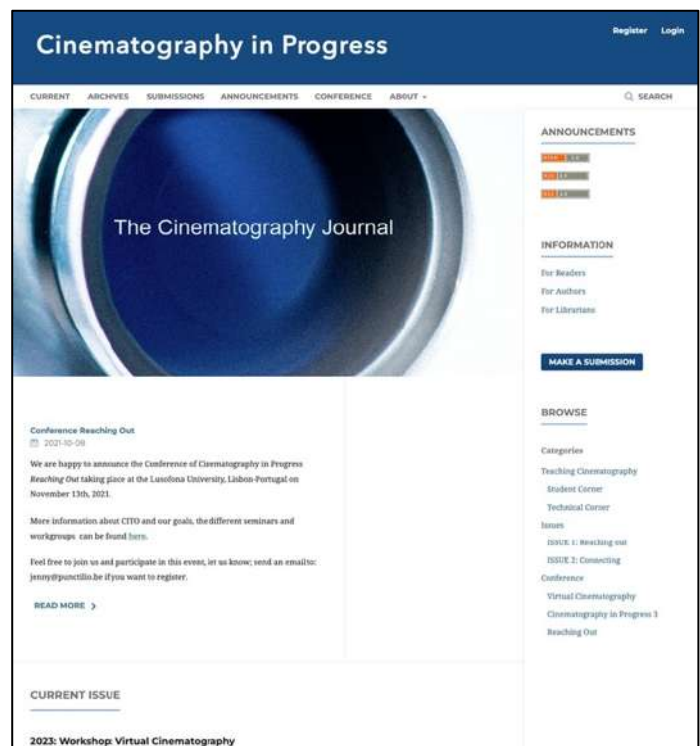 Register Login
Cinematography in Progress
CURRENT ARCHIVES SUBMISSIONS ANNOUNCEMENTS CONFERENCE ABOUT
SEARCH
The Cinematography Journal
Conference Reaching Out
2021-10-09
We are happy to announce the Conference of Cinematography in Progress
Reaching Out taking place at the Lusofona University, Lisbon-Portugal on
November 13th, 2021.
More information about CITO and our goals, the different seminars and
workgroups can be found here.
Feel free to join us and participate in this event, let us know; send an email to:
jenny@punctillo.be if you want to register.
READ MORE
CURRENT ISSUE
2023: Workshop: Virtual Cinematography
ANNOUNCEMENTS
INFORMATION
For Readers
For Authors
For Librarians
MAKE A SUBMISSION
BROWSE
Categories
Teaching Cinematography
Student Corner
Technical Corner
Issues
ISSUE 1: Reaching out
ISSUE 2: Connecting
Conference
Virtual Cinematography
Cinematography in Progress 3
Reaching Out